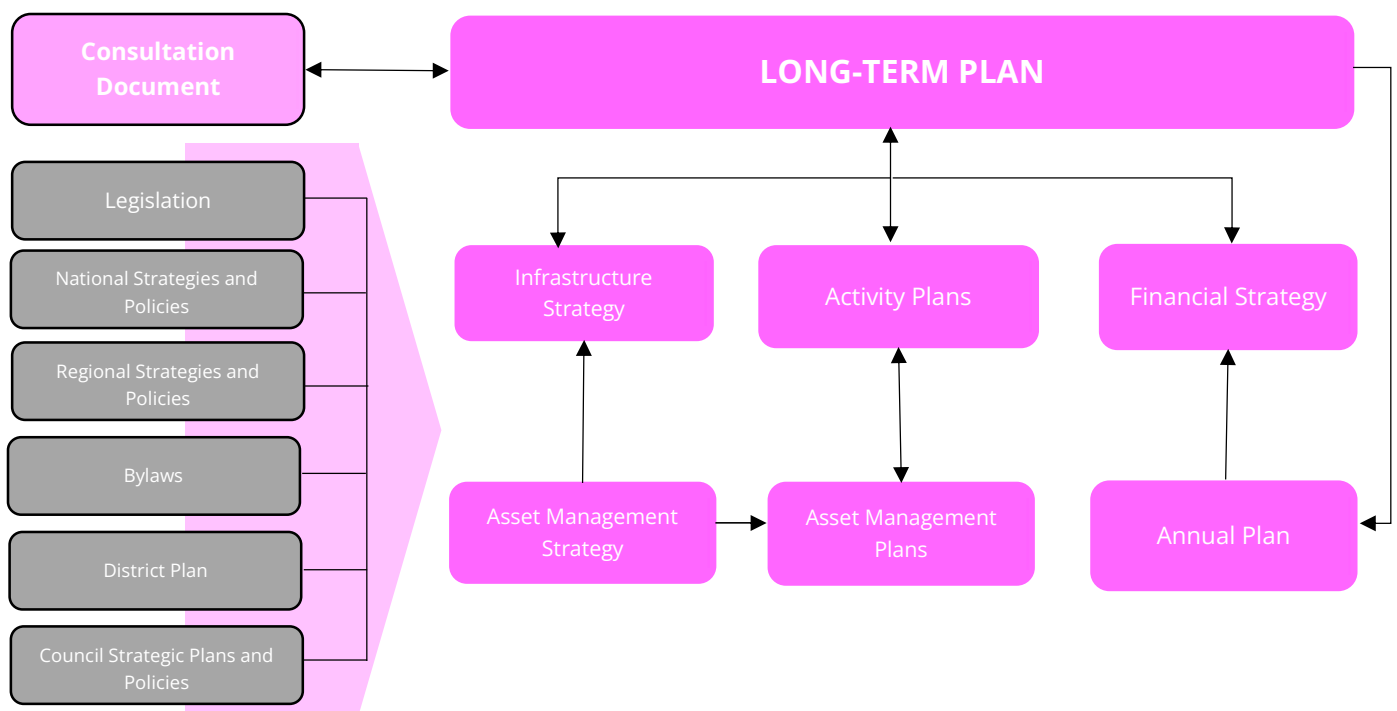 Consultation
Document
LONG-TERM PLAN
Legislation
National Strategies and
Policies
Regional Strategies and
Policies
Bylaws
District Plan
Council Strategic Plans and
Policies
Infrastructure
Strategy
Activity Plans
Financial Strategy
Asset Management
Strategy
Asset Management
Plans
Annual Plan